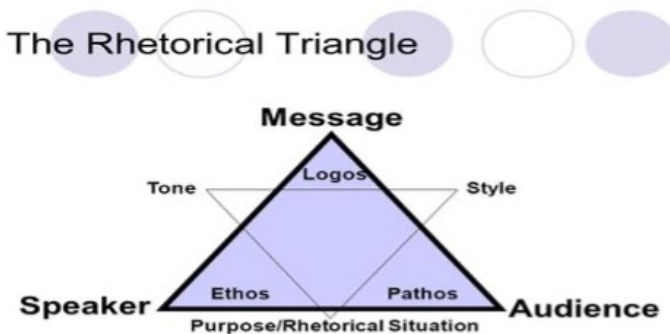 The Rhetorical Triangle
Message
Logos
Tone
Style
Ethos
Pathos
Speaker
Audience
Purpose/Rhetorical Situation